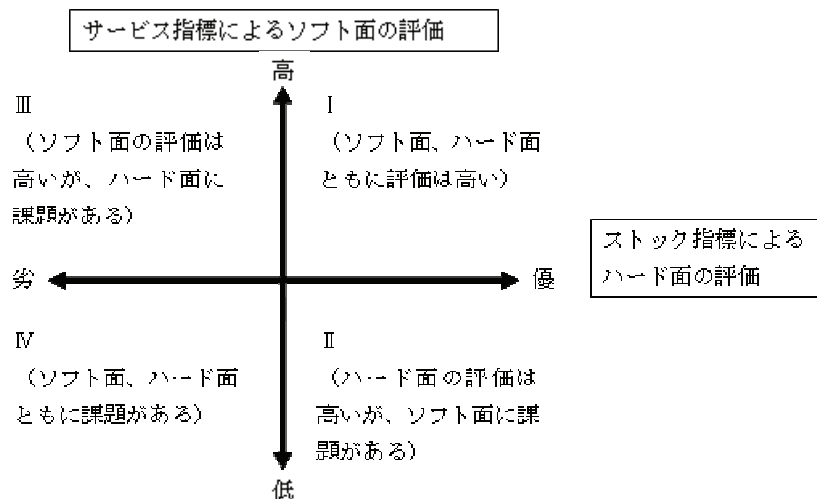 サービス指標によるソフト面の評価
高
Ⅲ
（ソフト面の評価は
高いが、ハード面に
課題がある）
Ⅰ
（ソフト面、ハード面
ともに評価は高い）
ストック指標による
ハード面の評価
劣
優
Ⅳ
（ソフト面、ハード面
ともに課題がある）
Ⅱ
（ハード面の評価は
高いが、ソフト面に課
題がある）
低